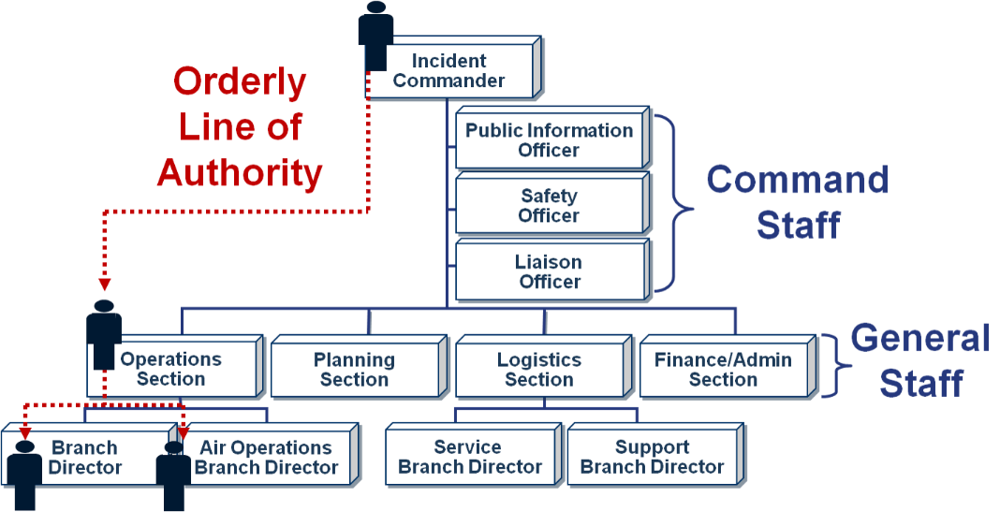 Incident
Commander
Orderly
Line of
Authority
Public Information
Officer
Safety
Officer
Liaison
Officer
Command
Staff
Operations
Section
Planning
Section
Logistics
Section
Finance/Admin
Section
General
Staff
Branch
Director
Air Operations
Branch Director
Service
Branch Director
Support
Branch Director